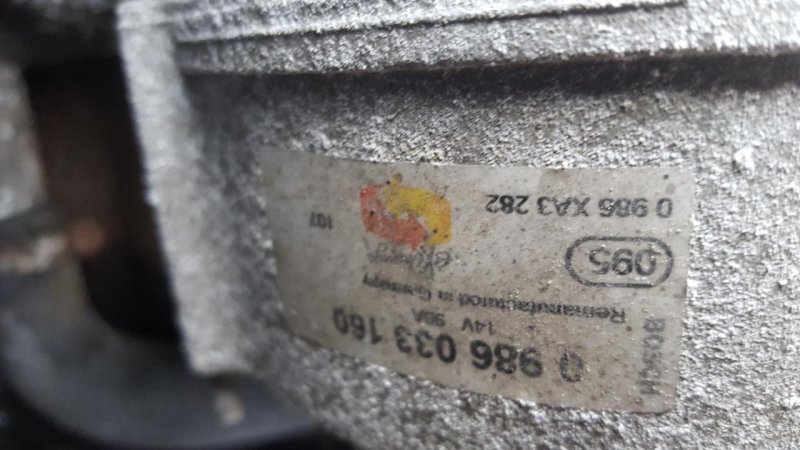 BOSCH
0 986 033 160
14V 90A
Remanufactured in Germany
095
107
0 986 XA3 282